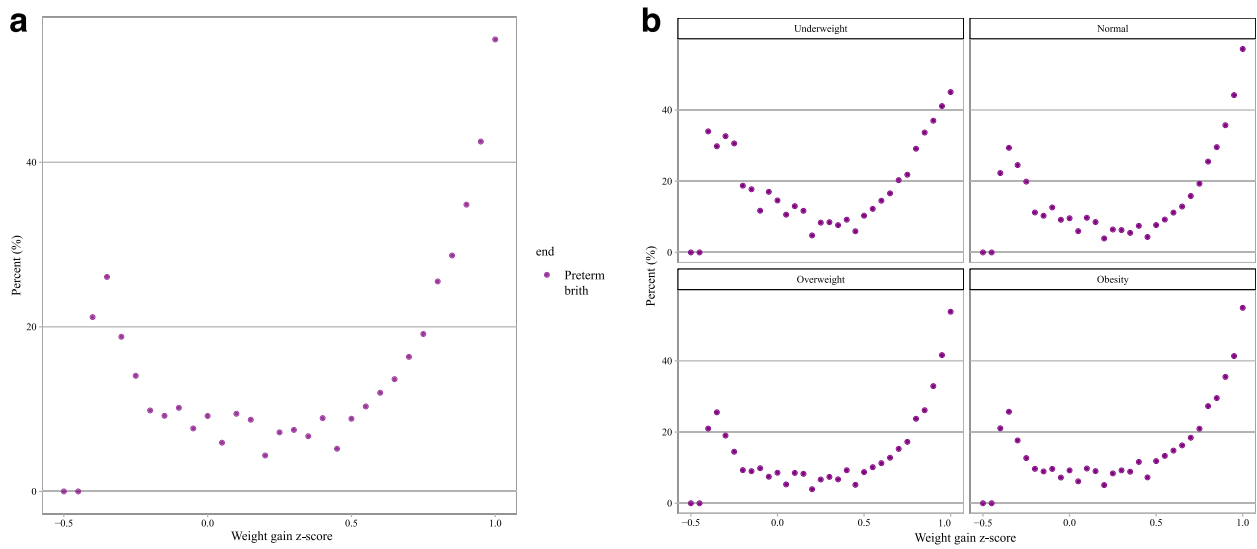 a
Percent (%)
40
20
0
−0.5
0.0
0.5
1.0
Weight gain z-score
end
Preterm
brith
b
Percent (%)
Underweight
Normal
40
20
0
Overweight
Obesity
40
20
0
−0.5
0.0
0.5
1.0
−0.5
0.0
0.5
1.0
Weight gain z-score